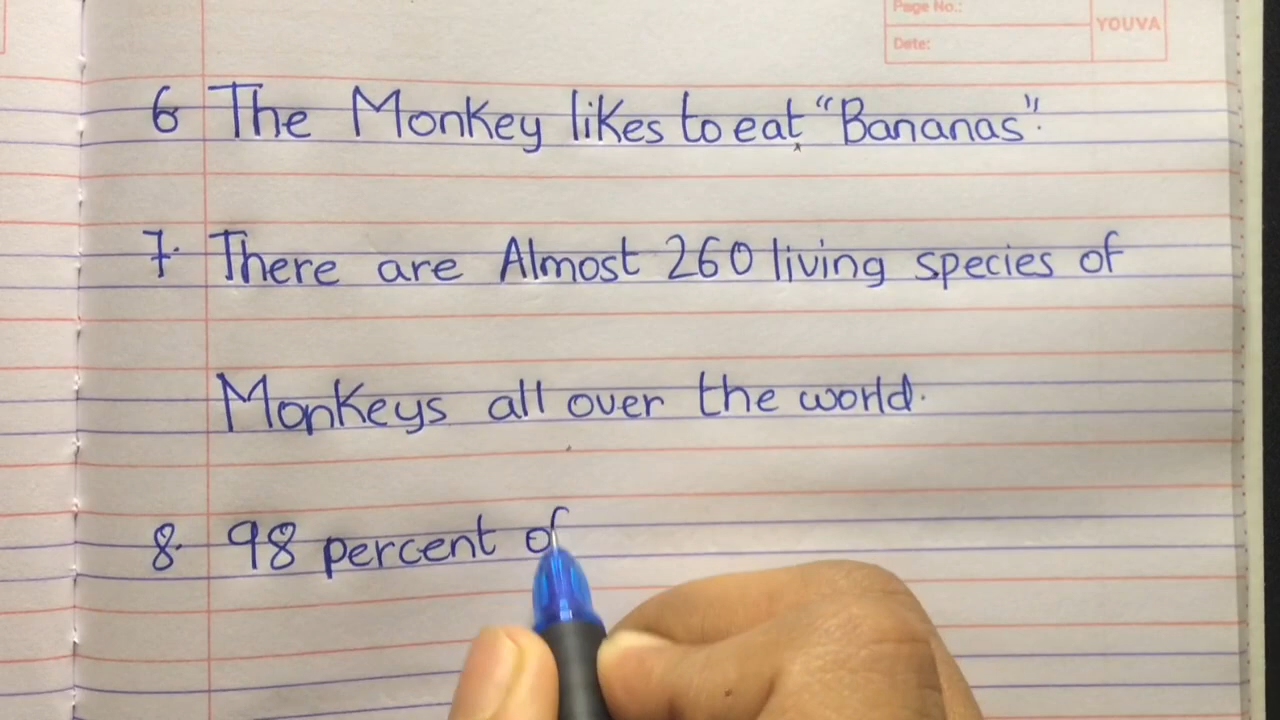 Page No.:
YOUVA
Date:
6 The Monkey likes to eat "Bananas".
7. There are Almost 260 living species of
Monkeys all over the world.
8. 98 percent of